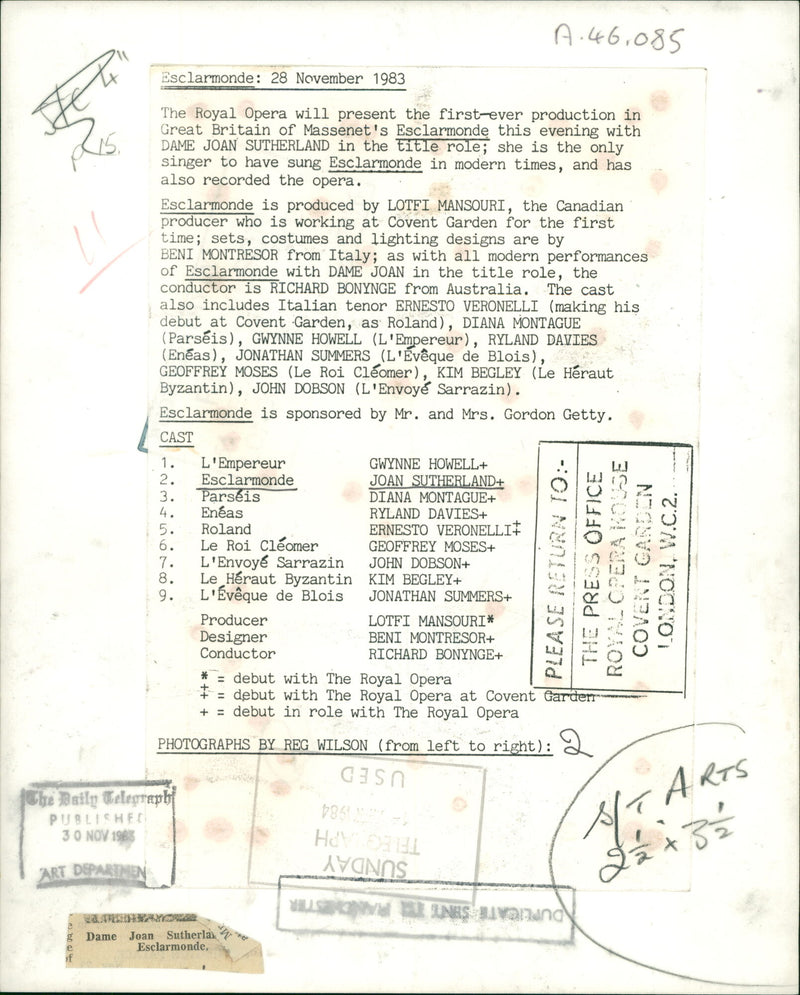 A.46,085
4"
p15.
Esclarmonde: 28 November 1983
The Royal Opera will present the first-ever production in
Great Britain of Massenet's Esclarmonde this evening with
DAME JOAN SUTHERLAND in the title role; she is the only
singer to have sung Esclarmonde in modern times, and has
also recorded the opera.
Esclarmonde is produced by LOTFI MANSOURI, the Canadian
producer who is working at Covent Garden for the first
time; sets, costumes and lighting designs are by
BENI MONTRESOR from Italy; as with all modern performances
of Esclarmonde with DAME JOAN in the title role, the
conductor is RICHARD BONYNGE from Australia. The cast
also includes Italian tenor ERNESTO VERONELLI (making his
debut at Covent Garden, as Roland), DIANA MONTAGUE
(Parséis), GWYNNE HOWELL (L'Empereur), RYLAND DAVIES
(Enéas), JONATHAN SUMMERS (L'Évêque de Blois),
GEOFFREY MOSES (Le Roi Cléomer), KIM BEGLEY (Le Héraut
Byzantin), JOHN DOBSON (L'Envoyé Sarrazin).
Esclarmonde is sponsored by Mr. and Mrs. Gordon Getty.
CAST
1. L'Empereur GWYNNE HOWELL+
2. Esclarmonde JOAN SUTHERLAND+
3. Parséis DIANA MONTAGUE+
4. Enéas RYLAND DAVIES+
5. Roland ERNESTO VERONELLI‡
6. Le Roi Cléomer GEOFFREY MOSES+
7. L'Envoyé Sarrazin JOHN DOBSON+
8. Le Héraut Byzantin KIM BEGLEY+
9. L'Évêque de Blois JONATHAN SUMMERS+
Producer LOTFI MANSOURI*
Designer BENI MONTRESOR+
Conductor RICHARD BONYNGE+
* = debut with The Royal Opera
‡ = debut with The Royal Opera at Covent Garden
+ = debut in role with The Royal Opera
PHOTOGRAPHS BY REG WILSON (from left to right): 2
PLEASE RETURN TO:-
THE PRESS OFFICE
ROYAL OPERA HOUSE
COVENT GARDEN
LONDON, W.C.2.
S/T. ARTS
2½ x 3½
The Daily Telegraph
PUBLISHED
30 NOV 1983
ART DEPARTMEN
SUNDAY
TELEGRAPH
1984
USED
DUPLICATE SENT TO MANCHESTER
Dame Joan Sutherla
Esclarmonde.